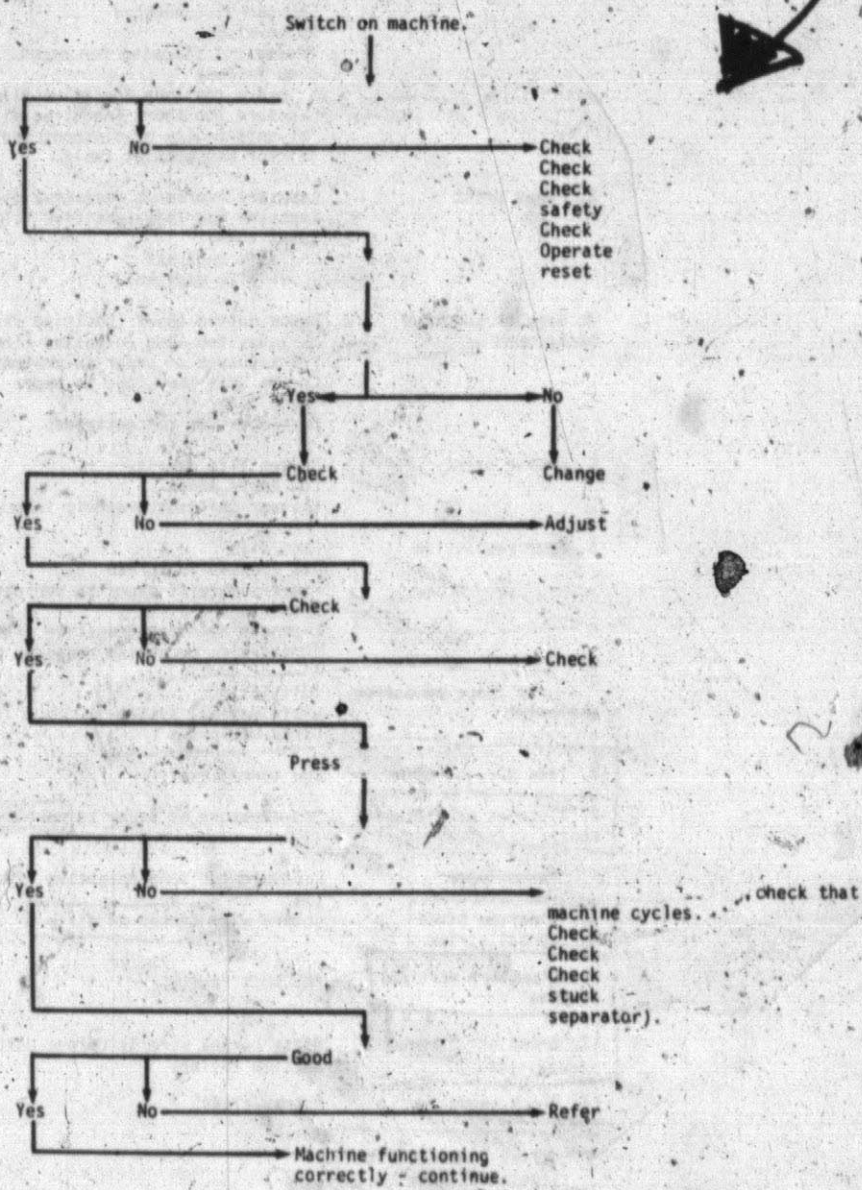 Switch on machine.
Yes No Check
Check
Check
safety
Check
Operate
reset
Yes No
Check Change
Yes No Adjust
Check
Yes No Check
Press
Yes No check that
machine cycles.
Check
Check
Check
stuck
separator).
Good
Yes No Refer
Machine functioning
correctly - continue.